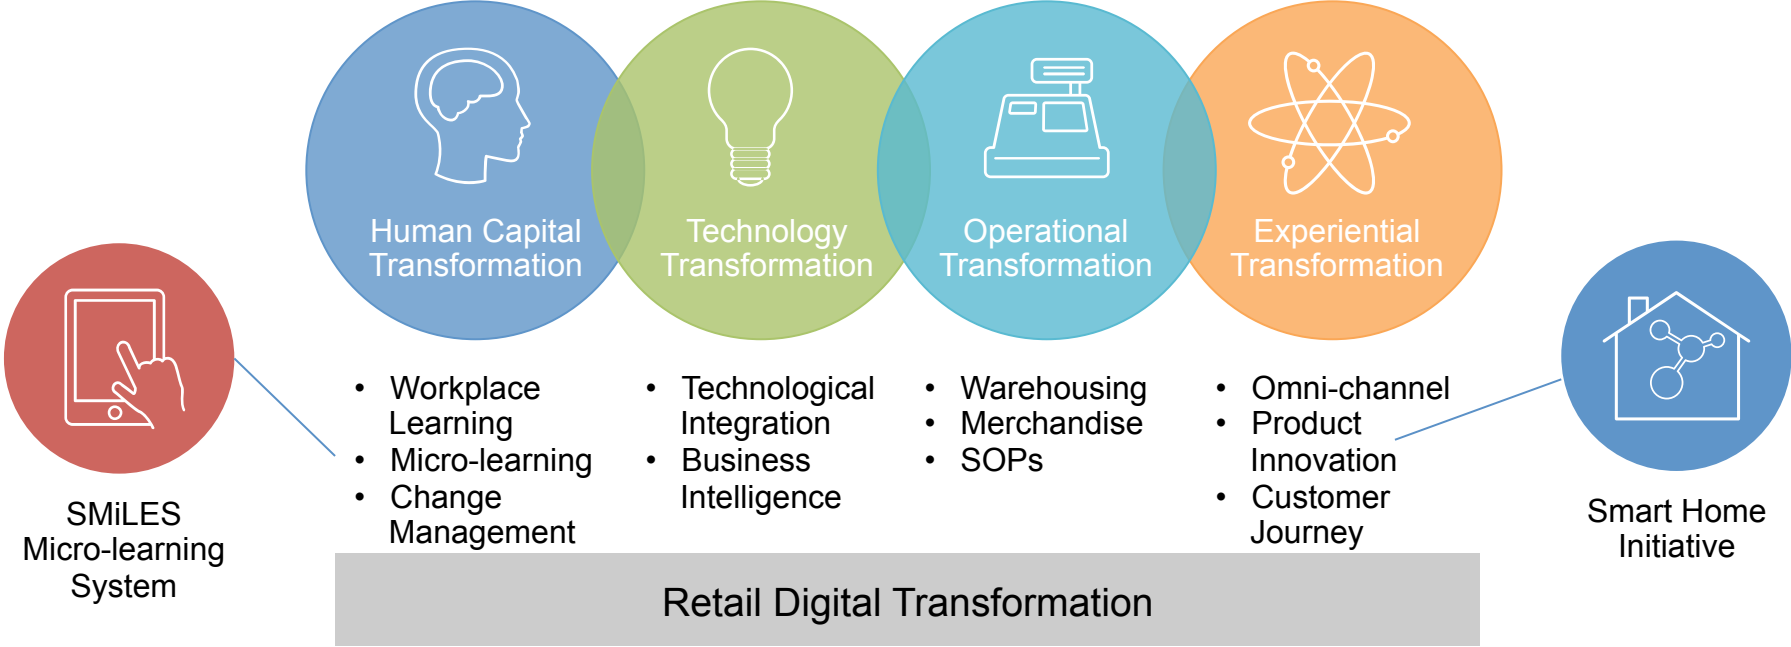 Human Capital
Transformation
Technology
Transformation
Operational
Transformation
Experiential
Transformation
SMiLES
Micro-learning
System
• Workplace
Learning
• Micro-learning
• Change
Management
• Technological
Integration
• Business
Intelligence
• Warehousing
• Merchandise
• SOPs
• Omni-channel
• Product
Innovation
• Customer
Journey
Smart Home
Initiative
Retail Digital Transformation